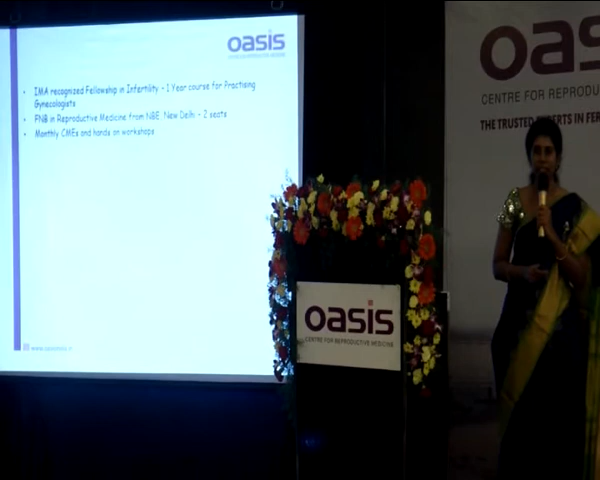 oasis
IMA recognized Fellowship in Infertility - 1 Year course for Practising
Gynecologists
FNB in Reproductive Medicine from NBE, New Delhi - 2 seats
Monthly CMEs and hands on workshops
oasis
CENTRE FOR REPRODUCTIVE MEDICINE
oas
CENTRE FOR REPRODU
THE TRUSTED EXPERTS IN FER